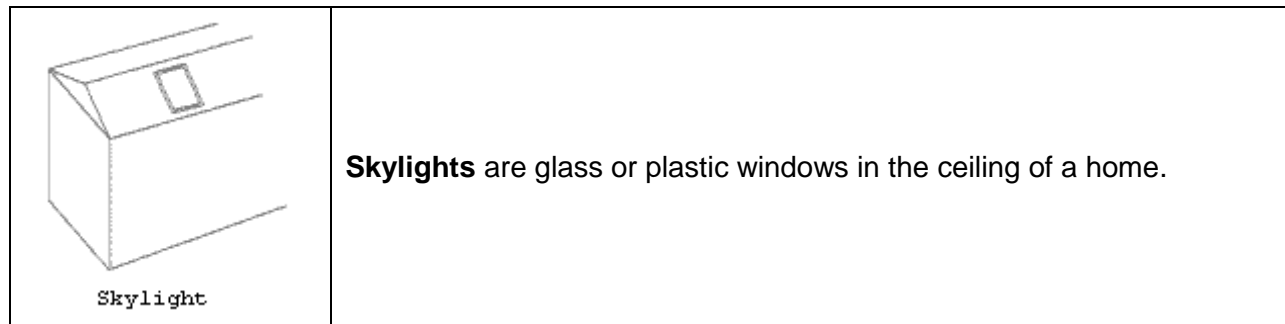 Skylight
Skylights are glass or plastic windows in the ceiling of a home.